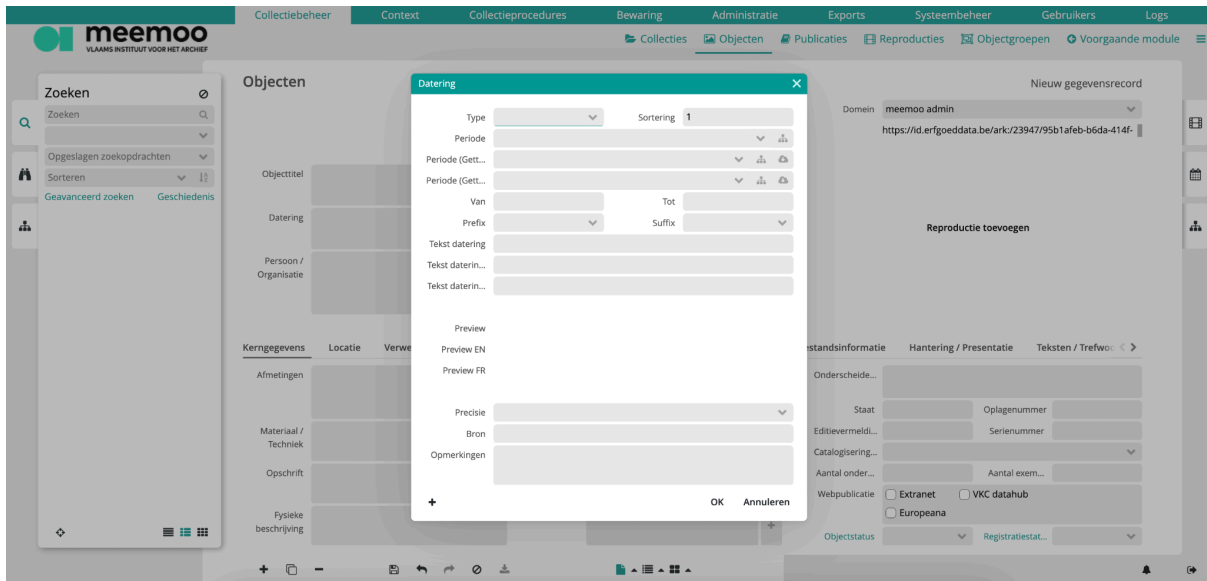 Collectiebeheer Context Collectieprocedures Bewaring Administratie Exports Systeembeheer Gebruikers Logs
meemoo
VLAAMS INSTITUUT VOOR HET ARCHIEF
Collecties Objecten Publicaties Reproducties Objectgroepen Voorgaande module
Zoeken
Zoeken
Opgeslagen zoekopdrachten
Sorteren
Geavanceerd zoeken Geschiedenis
Objecten
Nieuw gegevensrecord
Domein meemoo admin
https://id.erfgoeddata.be/ark:/23947/95b1afeb-b6da-414f-
Objecttitel
Datering
Persoon /
Organisatie
Reproductie toevoegen
Datering
Type Sortering 1
Periode
Periode (Gett...
Periode (Gett...
Van Tot
Prefix Suffix
Tekst datering
Tekst daterin...
Tekst daterin...
Preview
Preview EN
Preview FR
Precisie
Bron
Opmerkingen
OK Annuleren
Kerngegevens Locatie Verwe estandsinformatie Hantering / Presentatie Teksten / Trefwoo
Afmetingen
Materiaal /
Techniek
Opschrift
Fysieke
beschrijving
Onderscheide...
Staat Oplagenummer
Editievermeldi... Serienummer
Catalogisering...
Aantal onder... Aantal exem...
Webpublicatie Extranet VKC datahub
Europeana
Objectstatus Registratiestat...